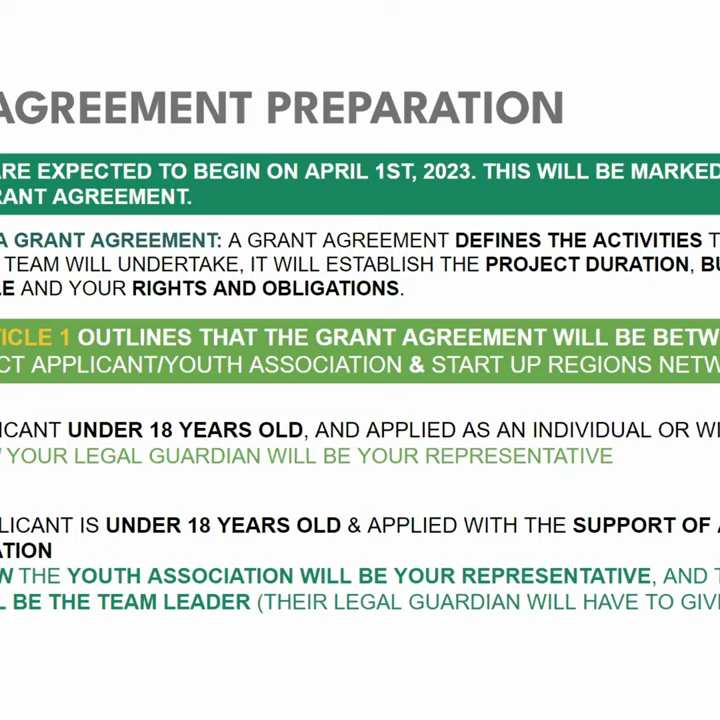 AGREEMENT PREPARATION
ARE EXPECTED TO BEGIN ON APRIL 1ST, 2023. THIS WILL BE MARKED
RANT AGREEMENT.
A GRANT AGREEMENT: A GRANT AGREEMENT DEFINES THE ACTIVITIES T
TEAM WILL UNDERTAKE, IT WILL ESTABLISH THE PROJECT DURATION, BU
LE AND YOUR RIGHTS AND OBLIGATIONS.
ICLE 1 OUTLINES THAT THE GRANT AGREEMENT WILL BE BETW
CT APPLICANT/YOUTH ASSOCIATION & START UP REGIONS NETW
ICANT UNDER 18 YEARS OLD, AND APPLIED AS AN INDIVIDUAL OR WI
YOUR LEGAL GUARDIAN WILL BE YOUR REPRESENTATIVE
LICANT IS UNDER 18 YEARS OLD & APPLIED WITH THE SUPPORT OF A
ATION
W THE YOUTH ASSOCIATION WILL BE YOUR REPRESENTATIVE, AND T
L BE THE TEAM LEADER (THEIR LEGAL GUARDIAN WILL HAVE TO GIVE